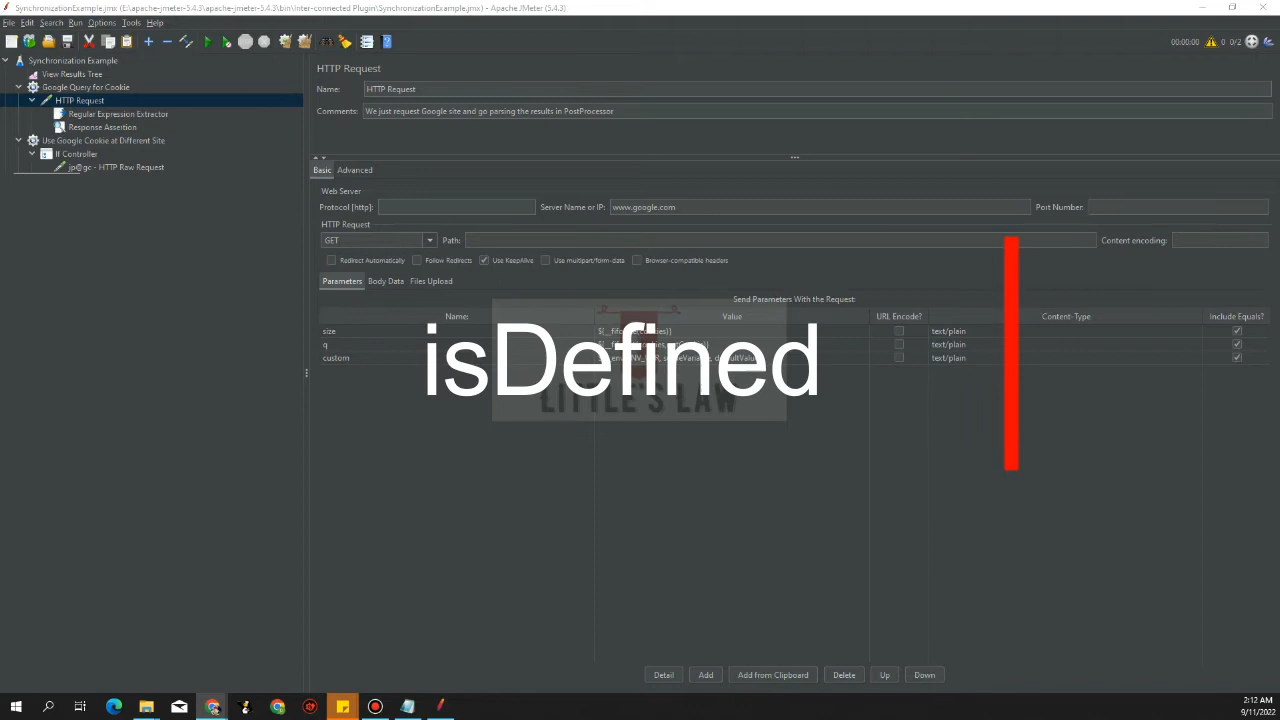 SynchronizationExample.jmx (E:\apache-jmeter-5.4.3\apache-jmeter-5.4.3\bin\Inter-connected Plugin\SynchronizationExample.jmx) - Apache JMeter (5.4.3)
File Edit Search Run Options Tools Help
00:00:00 0 0/2
Synchronization Example
View Results Tree
Google Query for Cookie
HTTP Request
Regular Expression Extractor
Response Assertion
Use Google Cookie at Different Site
If Controller
jp@gc - HTTP Raw Request
HTTP Request
Name: HTTP Request
Comments: We just request Google site and go parsing the results in PostProcessor
Basic Advanced
Web Server
Protocol [http]: Server Name or IP: www.google.com Port Number:
HTTP Request
GET Path: Content encoding:
Redirect Automatically Follow Redirects Use KeepAlive Use multipart/form-data Browser-compatible headers
Parameters Body Data Files Upload
Send Parameters With the Request:
Name: Value URL Encode? Content-Type Include Equals?
size text/plain
q text/plain
custom text/plain
isDefined
LITTLE'S LAW
Detail Add Add from Clipboard Delete Up Down
2:12 AM
9/11/2022